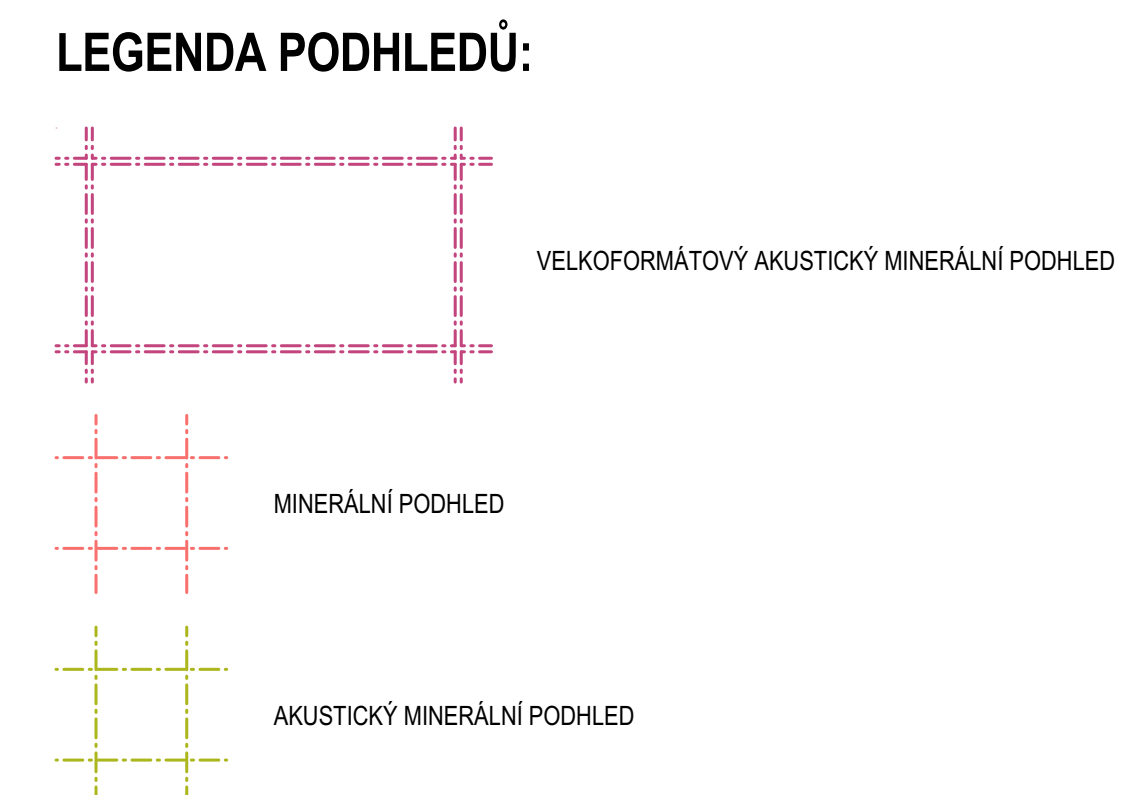 LEGENDA PODHLEDŮ:
VELKOFORMÁTOVÝ AKUSTICKÝ MINERÁLNÍ PODHLED
MINERÁLNÍ PODHLED
AKUSTICKÝ MINERÁLNÍ PODHLED